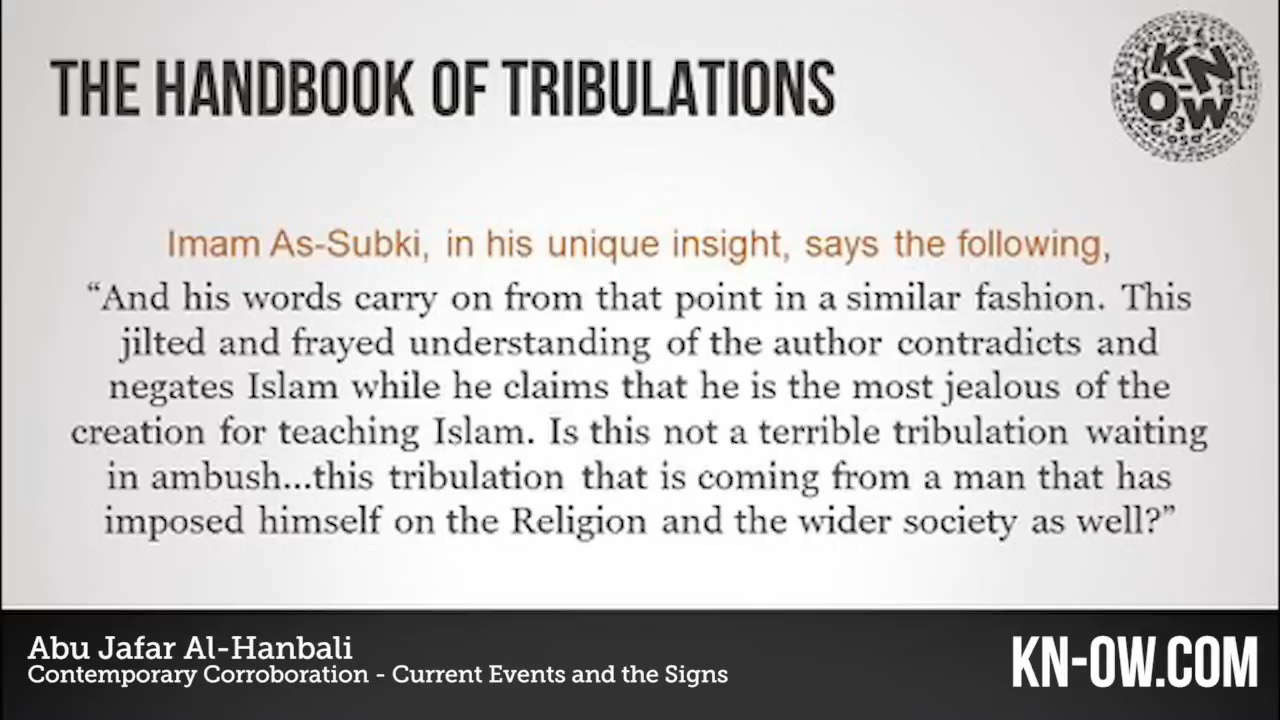 THE HANDBOOK OF TRIBULATIONS
KN
OW
Imam As-Subki, in his unique insight, says the following,
“And his words carry on from that point in a similar fashion. This
jilted and frayed understanding of the author contradicts and
negates Islam while he claims that he is the most jealous of the
creation for teaching Islam. Is this not a terrible tribulation waiting
in ambush...this tribulation that is coming from a man that has
imposed himself on the Religion and the wider society as well?”
Abu Jafar Al-Hanbali
Contemporary Corroboration - Current Events and the Signs
KN-OW.COM